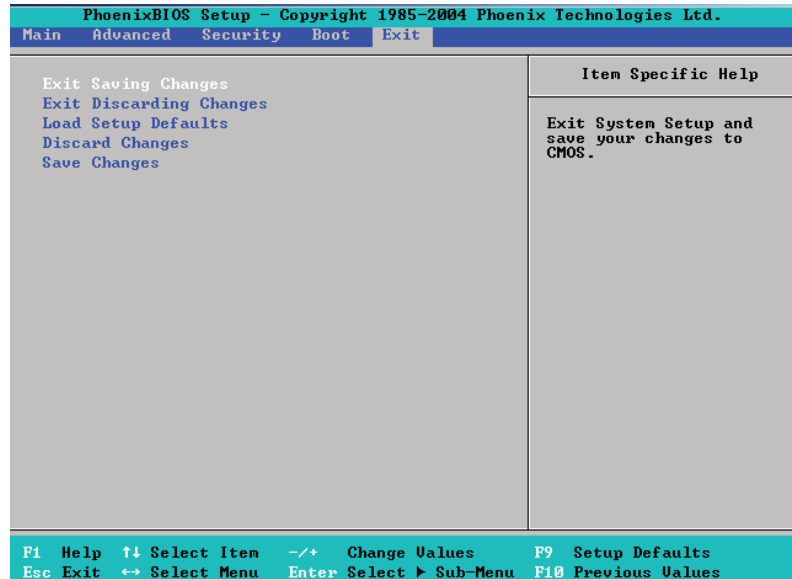 PhoenixBIOS Setup - Copyright 1985-2004 Phoenix Technologies Ltd.
Main Advanced Security Boot Exit
Exit Saving Changes
Exit Discarding Changes
Load Setup Defaults
Discard Changes
Save Changes
Item Specific Help
Exit System Setup and
save your changes to
CMOS.
F1 Help ↑↓ Select Item -/+ Change Values F9 Setup Defaults
Esc Exit ↔ Select Menu Enter Select ▶ Sub-Menu F10 Previous Values